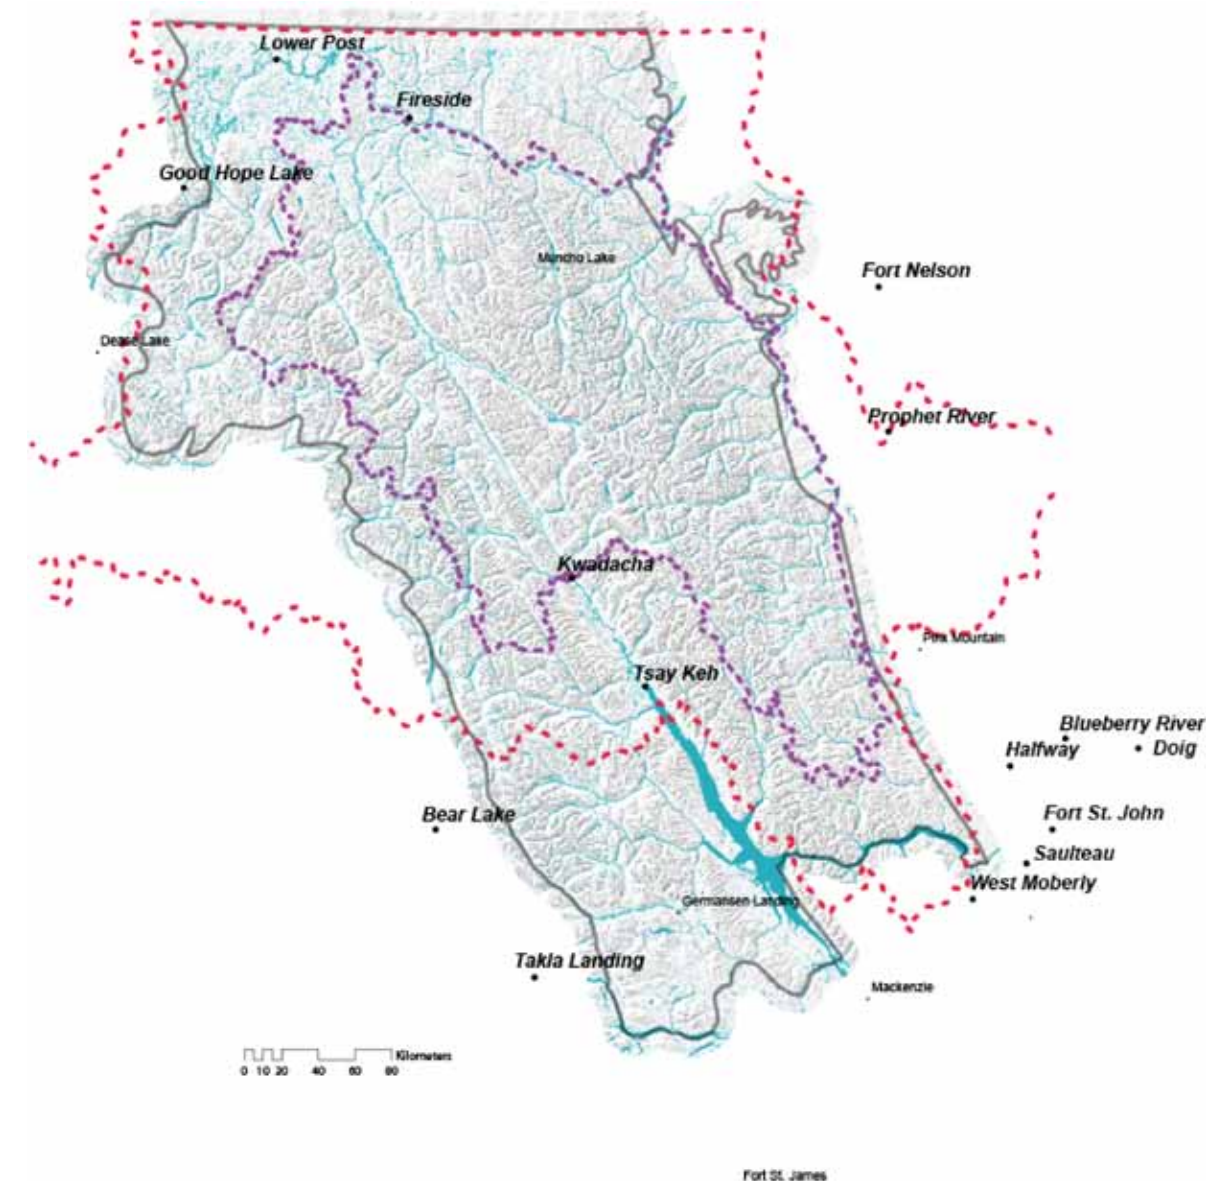 Lower Post
Fireside
Good Hope Lake
Muncho Lake
Fort Nelson
Dease Lake
Prophet River
Kwadacha
Pink Mountain
Tsay Keh
Blueberry River
Halfway
Doig
Bear Lake
Fort St. John
Saulteau
West Moberly
Germansen Landing
Takla Landing
Mackenzie
Kilometers
0 10 20 40 60 80
Fort St. James